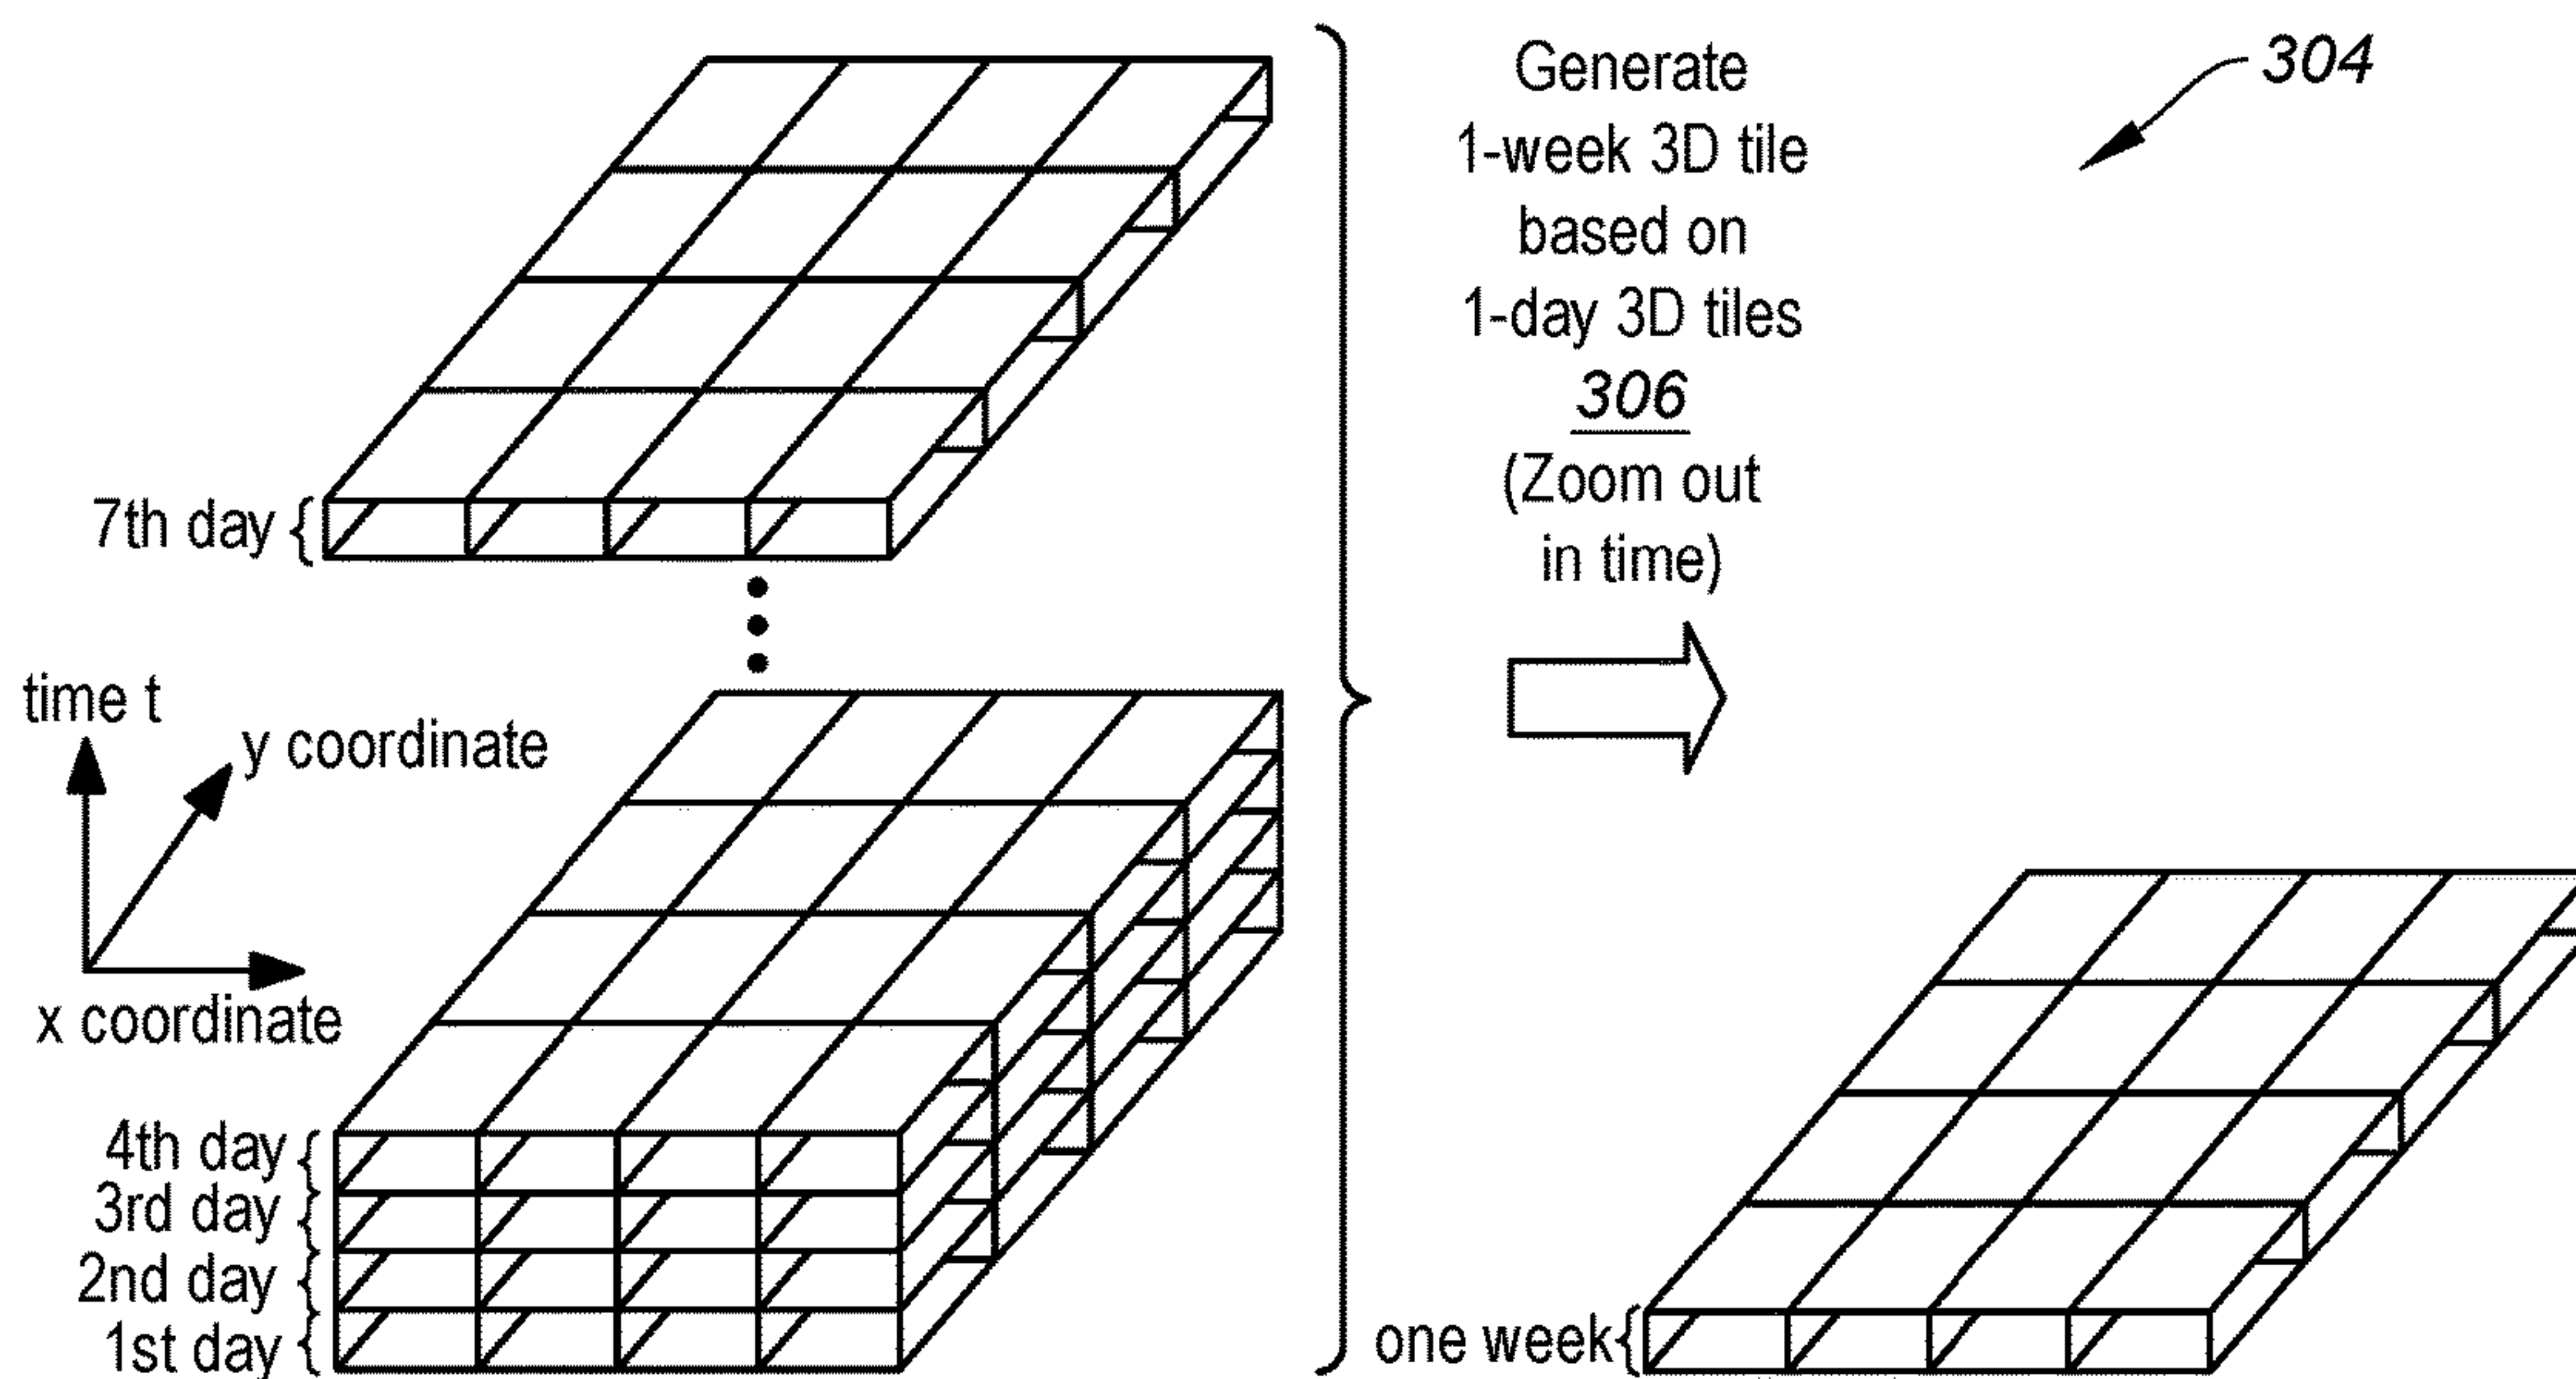 Generate
1-week 3D tile
based on
1-day 3D tiles
306
(Zoom out
in time)
304
7th day
time t
y coordinate
x coordinate
4th day
3rd day
2nd day
1st day
one week